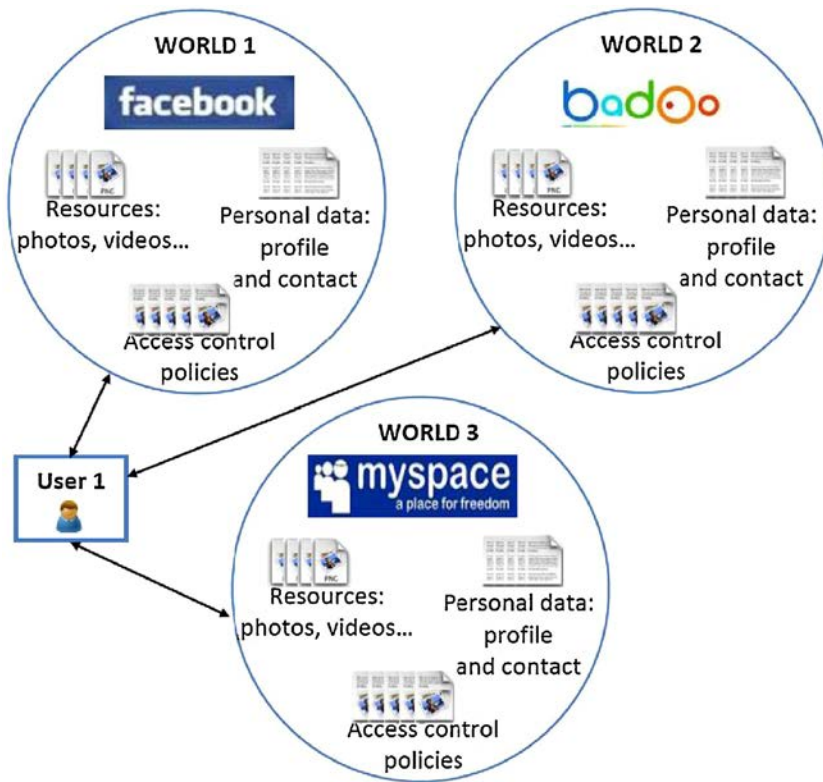 WORLD 1
facebook
Resources:
photos, videos...
Personal data:
profile
and contact
Access control
policies
WORLD 2
badoo
Resources:
photos, videos...
Personal data:
profile
and contact
Access control
policies
User 1
WORLD 3
myspace
a place for freedom
Resources:
photos, videos...
Personal data:
profile
and contact
Access control
policies